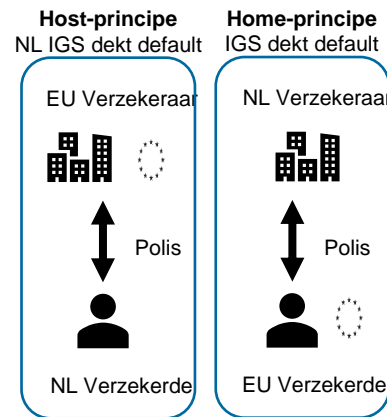 Host-principe
NL IGS dekt default
EU Verzekeraar
Polis
NL Verzekerde
Home-principe
IGS dekt default
NL Verzekeraar
Polis
EU Verzekerde